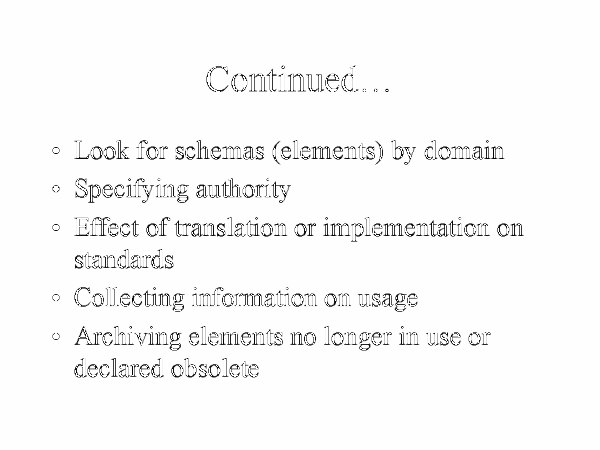 Continued...
◦ Look for schemas (elements) by domain
◦ Specifying authority
◦ Effect of translation or implementation on
standards
◦ Collecting information on usage
◦ Archiving elements no longer in use or
declared obsolete